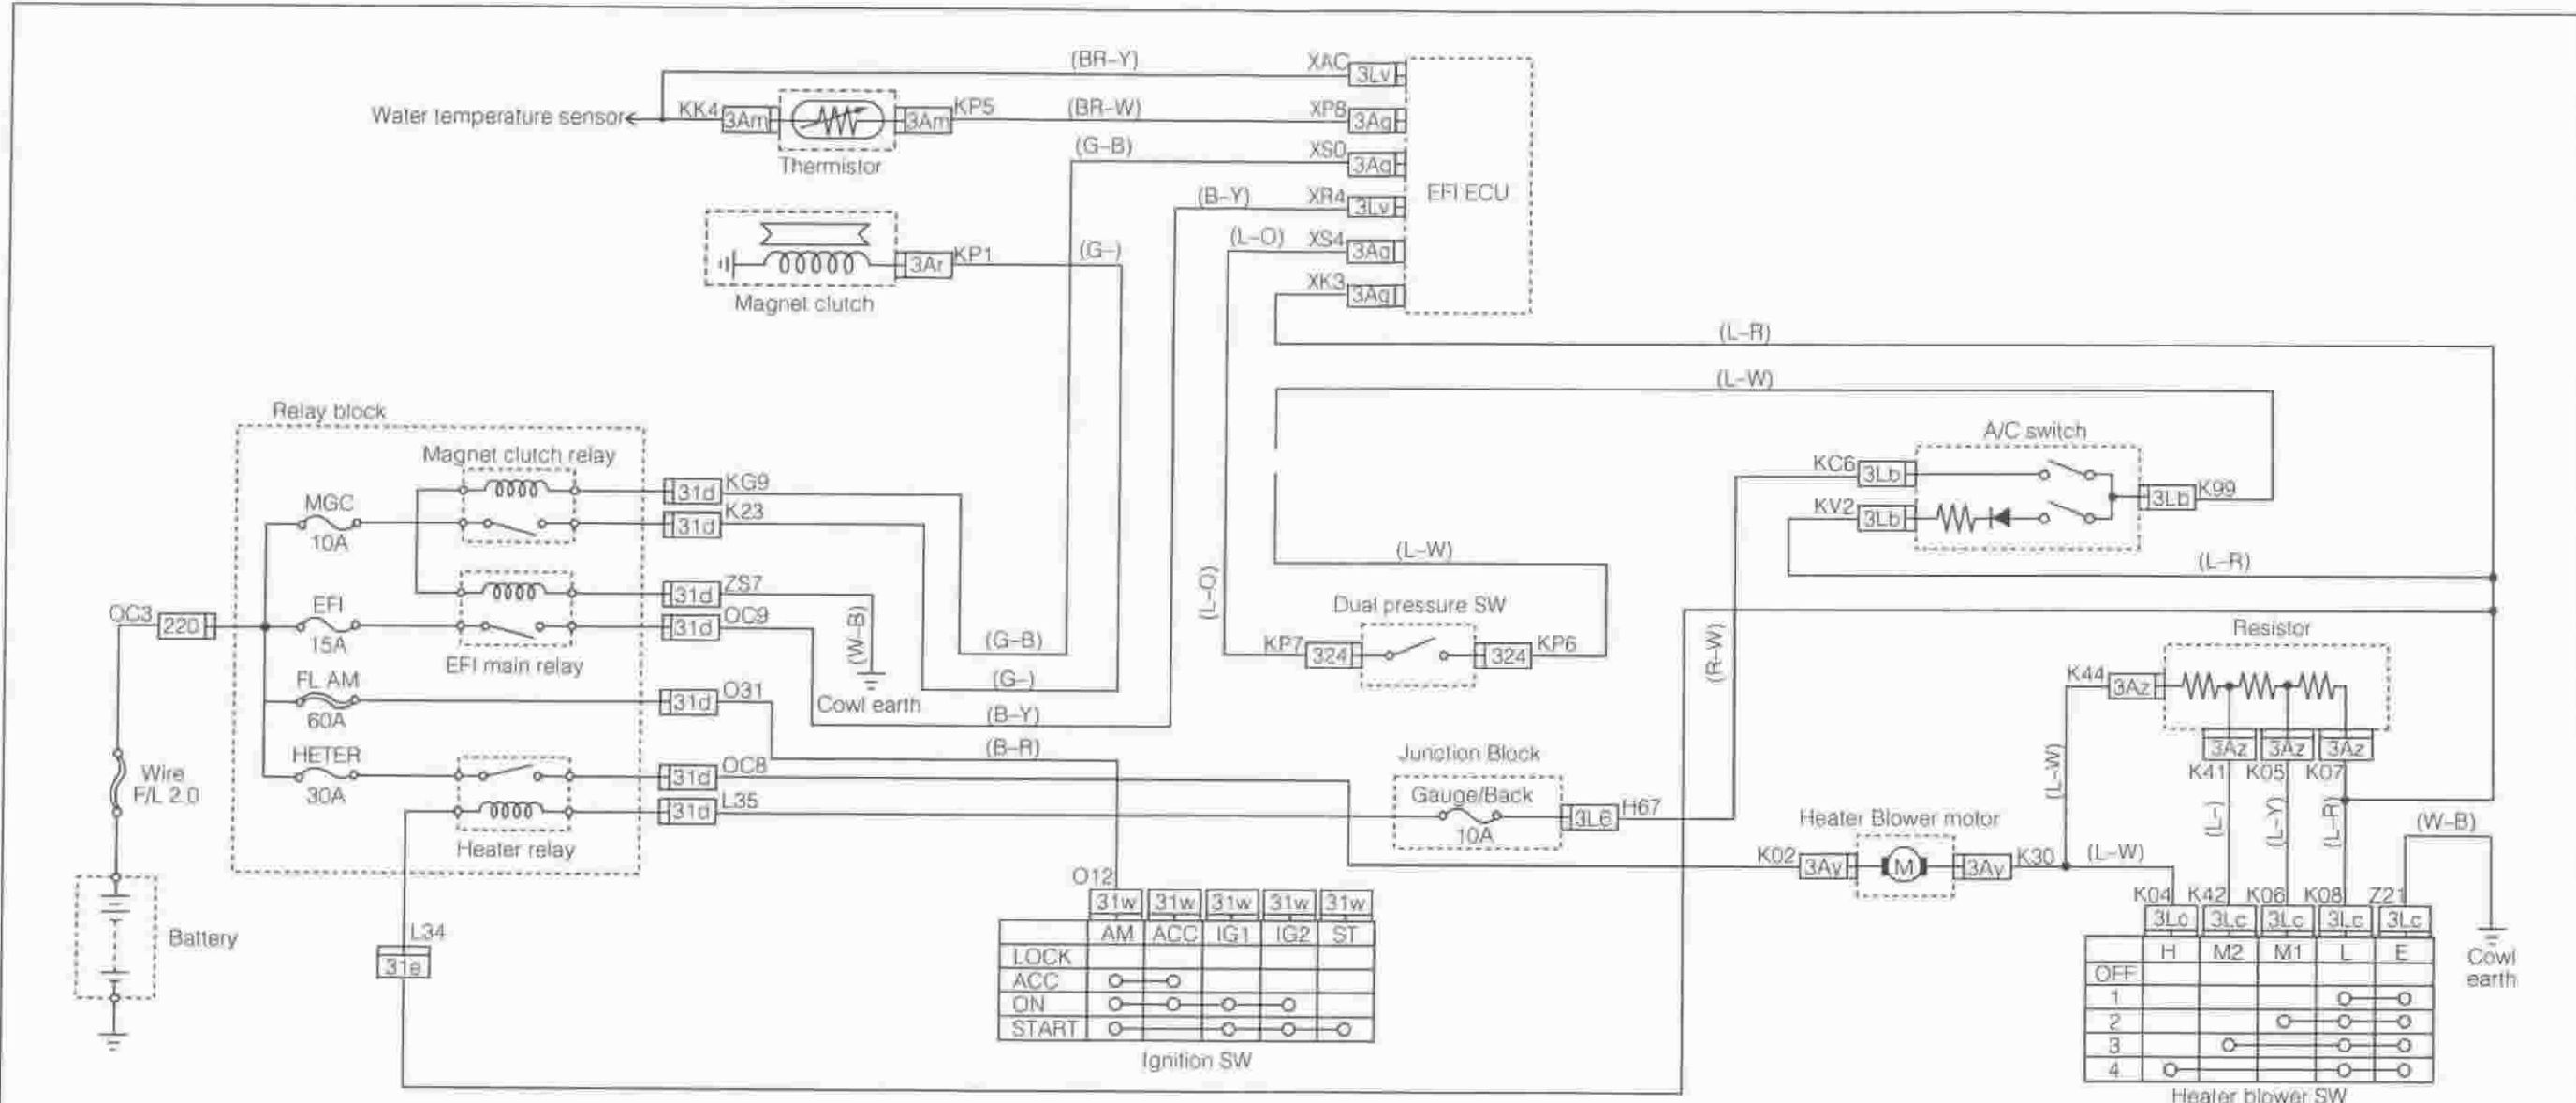 (BR–Y)
XAC
3Lv
Water temperature sensor
KK4
3Am
3Am
KP5
(BR–W)
XP8
3Aq
Thermistor
(G–B)
XS0
3Aq
EFI ECU
(B–Y)
XR4
3Lv
(L–O)
XS4
3Aq
3Ar
KP1
(G–)
Magnet clutch
XK3
3Aq
(L–R)
(L–W)
Relay block
Magnet clutch relay
MGC
10A
31d
KG9
31d
K23
A/C switch
KC6
3Lb
KV2
3Lb
3Lb
K99
(L–W)
(L–R)
(L–O)
31d
ZS7
31d
OC9
(W–B)
Cowl earth
OC3
220
EFI
15A
EFI main relay
(G–B)
(G–)
(B–Y)
(B–R)
Dual pressure SW
KP7
324
324
KP6
(R–W)
Resistor
K44
3Az
3Az
3Az
3Az
K41
K05
K07
FL AM
60A
31d
O31
HETER
30A
31d
OC8
31d
L35
Heater relay
Wire
F/L 2.0
Battery
L34
31e
Junction Block
Gauge/Back
10A
3L6
H67
Heater Blower motor
K02
3Ay
M
3Ay
K30
(L–W)
(L–W)
(L–)
(L–Y)
(L–R)
(W–B)
Cowl
earth
O12
31w
31w
31w
31w
31w
AM
ACC
IG1
IG2
ST
LOCK
ACC
ON
START
Ignition SW
K04
K42
K06
K08
Z21
3Lc
3Lc
3Lc
3Lc
3Lc
H
M2
M1
L
E
OFF
1
2
3
4
Heater blower SW